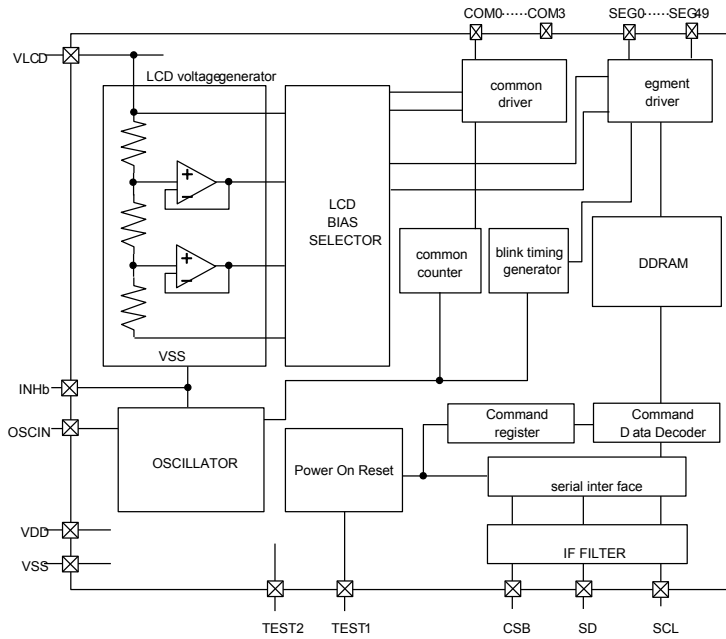 COM0······COM3
SEG0······SEG49
VLCD
LCD voltagegenerator
common
driver
egment
driver
LCD
BIAS
SELECTOR
common
counter
blink timing
generator
DDRAM
VSS
INHb
OSCIN
OSCILLATOR
Power On Reset
Command
register
Command
D ata Decoder
serial inter face
IF FILTER
VDD
VSS
TEST2
TEST1
CSB
SD
SCL